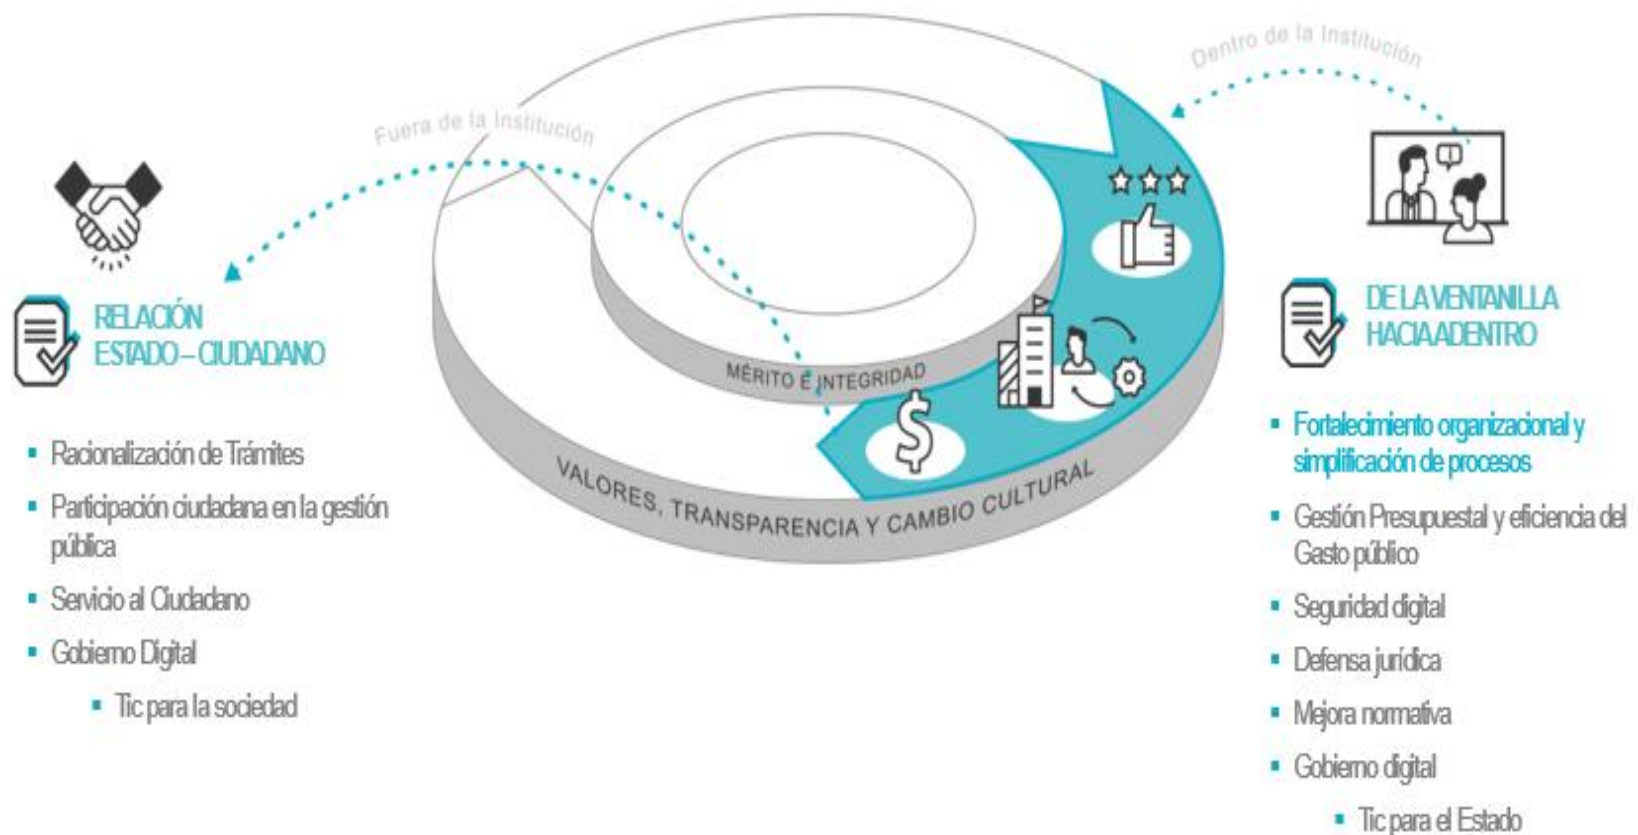 Fuera de la Institución
Dentro de la Institución
RELACIÓN
ESTADO – CIUDADANO
Racionalización de Trámites
Participación ciudadana en la gestión
pública
Servicio al Ciudadano
Gobierno Digital
Tic para la sociedad
MÉRITO E INTEGRIDAD
VALORES, TRANSPARENCIA Y CAMBIO CULTURAL
DE LA VENTANILLA
HACIA ADENTRO
Fortalecimiento organizacional y
simplificación de procesos
Gestión Presupuestal y eficiencia del
Gasto público
Seguridad digital
Defensa jurídica
Mejora normativa
Gobierno digital
Tic para el Estado